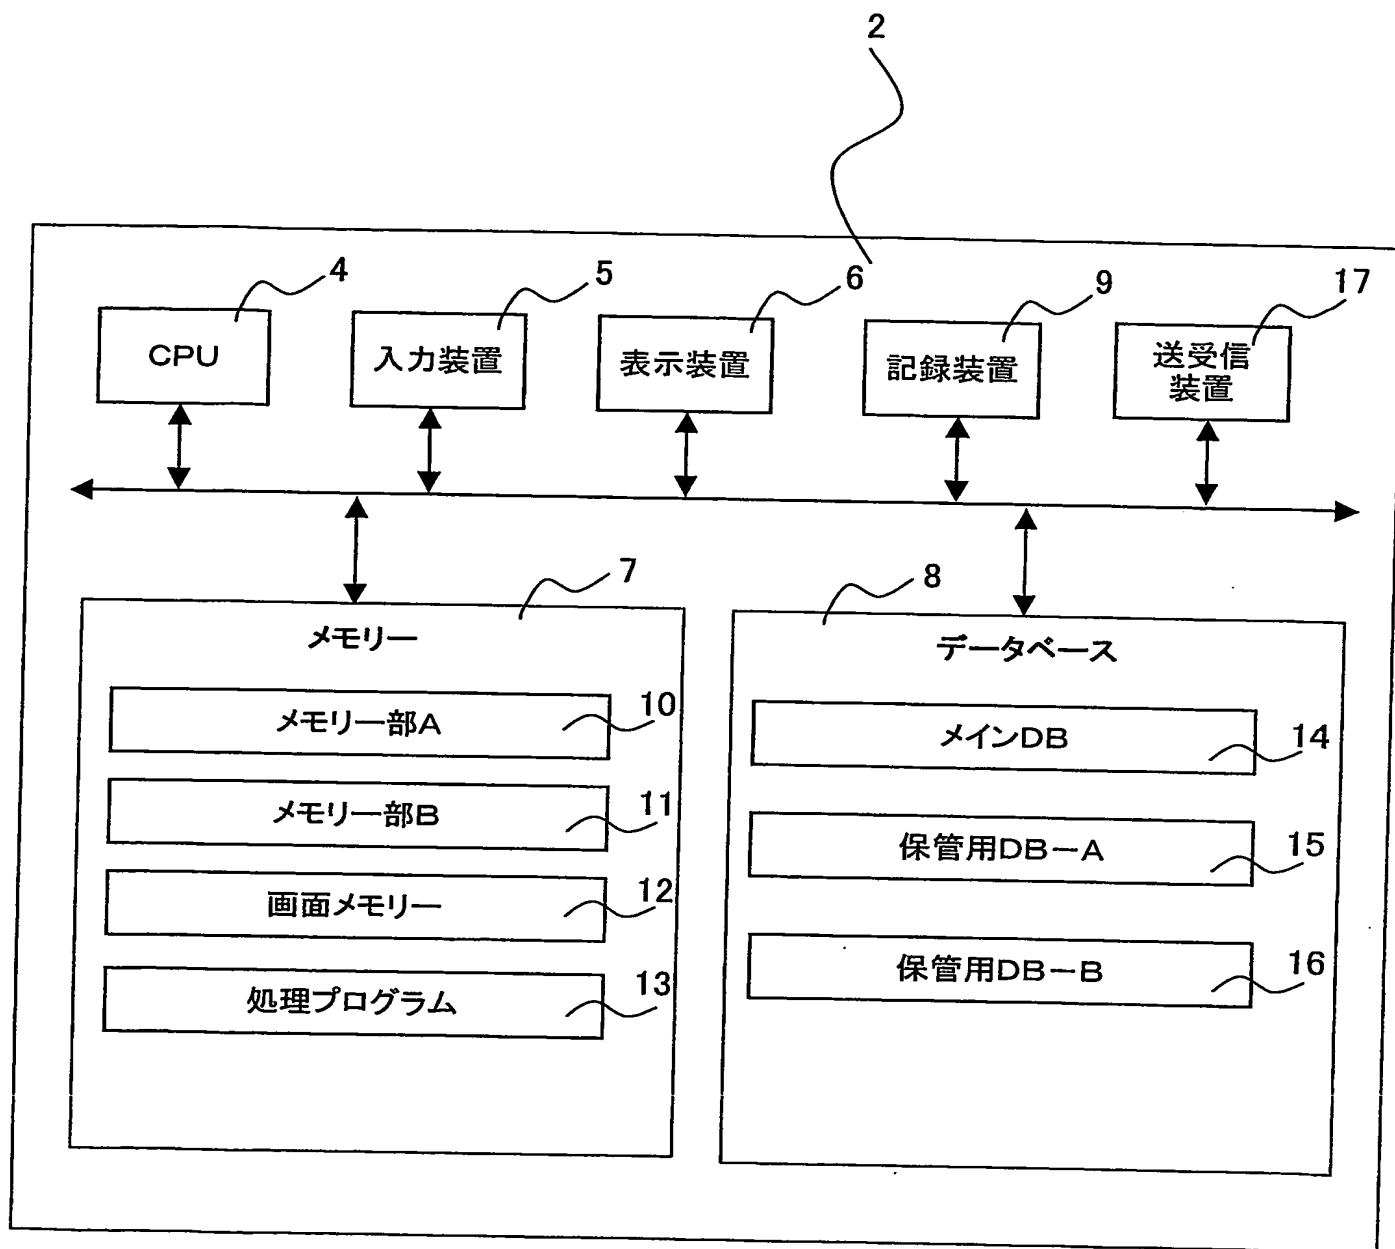 2
4
5
6
9
17
CPU
入力装置
表示装置
記録装置
送受信
装置
7
メモリー
メモリー部A
10
メモリー部B
11
画面メモリー
12
処理プログラム
13
8
データベース
メインDB
14
保管用DB－A
15
保管用DB－B
16